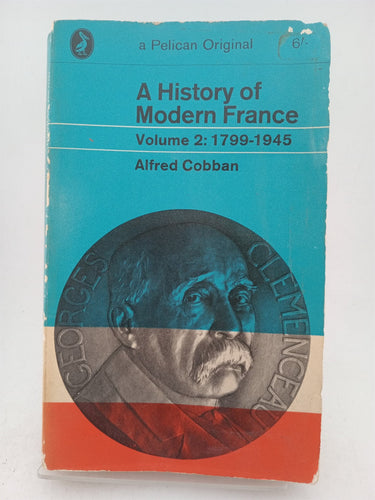 a Pelican Original
6/-
A History of
Modern France
Volume 2: 1799-1945
Alfred Cobban
GEORGES
CLEMENCEAU